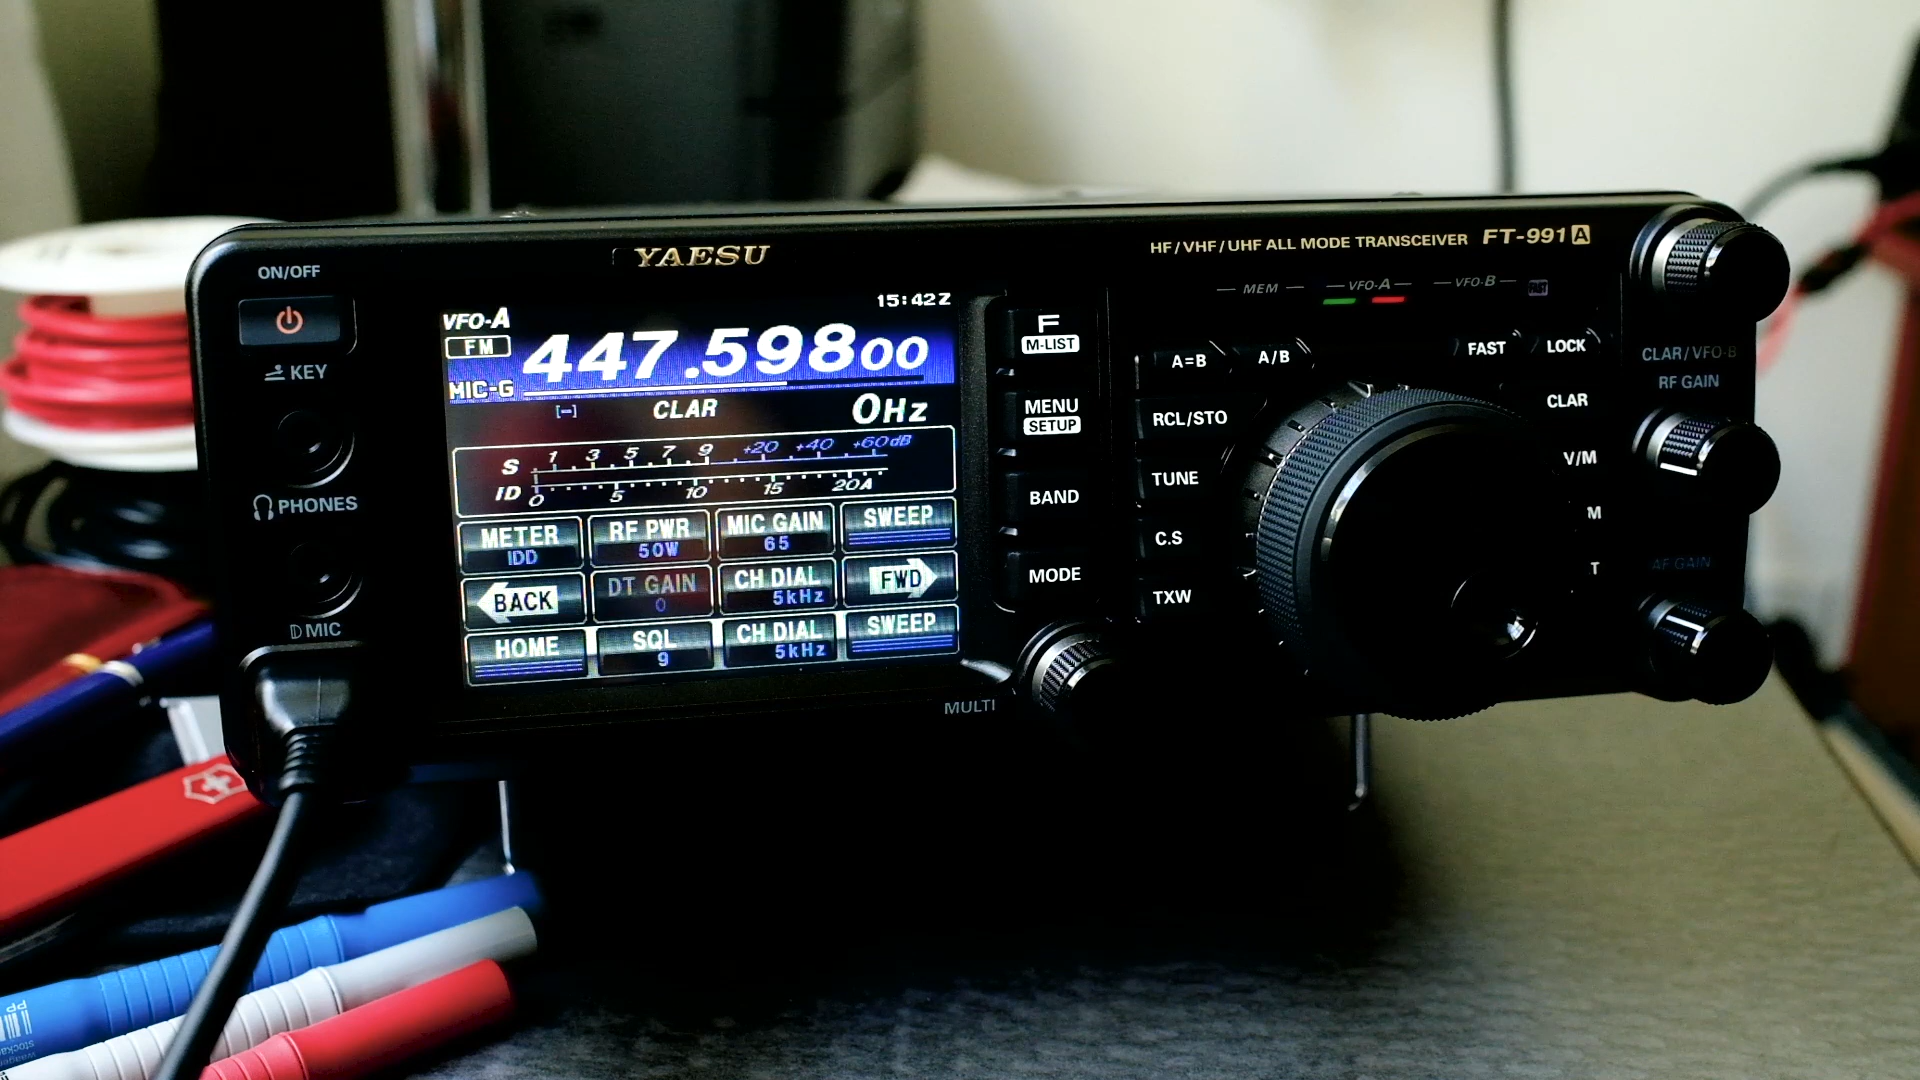 YAESU
HF/VHF/UHF ALL MODE TRANSCEIVER FT-991A
ON/OFF
KEY
PHONES
MIC
15:42Z
VFO-A
FM
447.59800
MIC-G
[-] CLAR 0Hz
S 1 3 5 7 9 +20 +40 +60dB
ID 0 5 10 15 20A
METER IDD
RF PWR 50W
MIC GAIN 65
SWEEP
BACK
DT GAIN 0
CH DIAL 5kHz
FWD
HOME
SQL 9
CH DIAL 5kHz
SWEEP
F
M-LIST
MENU
SETUP
BAND
MODE
MULTI
MEM VFO-A VFO-B
A=B
A/B
FAST
LOCK
RCL/STO
TUNE
C.S
TXW
CLAR
V/M
M
T
CLAR/VFO-B
RF GAIN
AF GAIN
PP